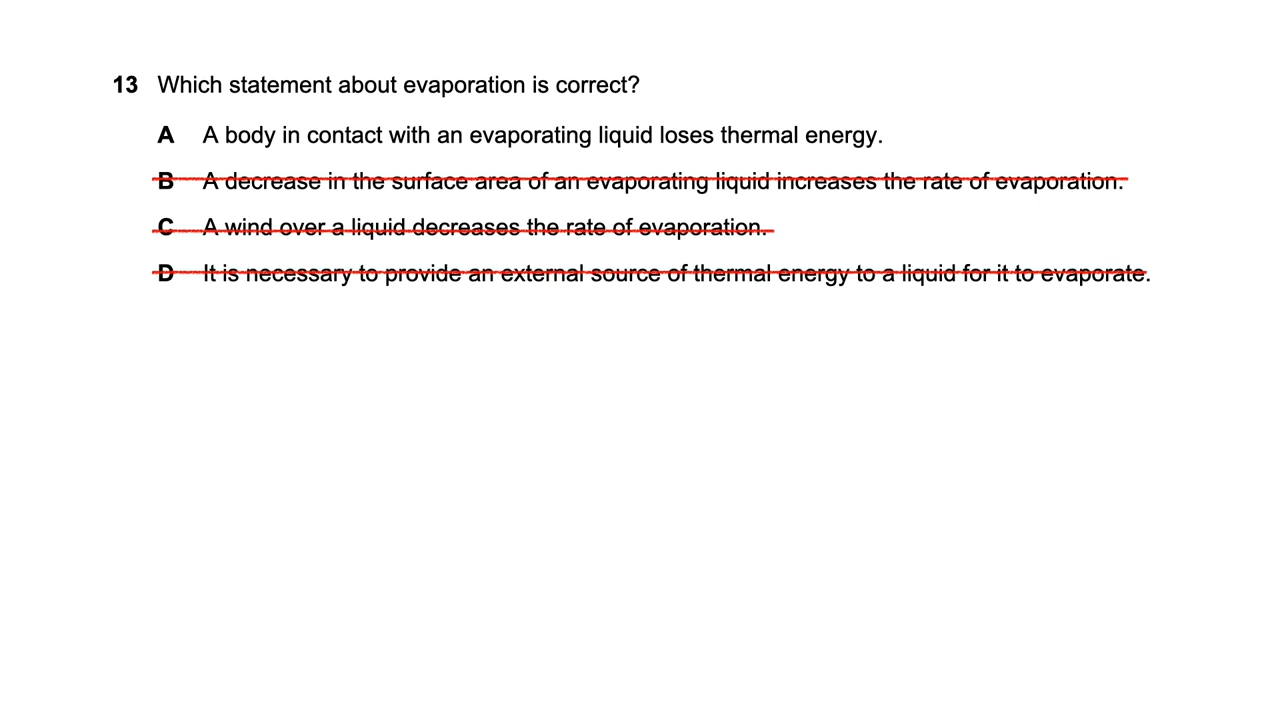 13 Which statement about evaporation is correct?
A A body in contact with an evaporating liquid loses thermal energy.
B A decrease in the surface area of an evaporating liquid increases the rate of evaporation.
C A wind over a liquid decreases the rate of evaporation.
D It is necessary to provide an external source of thermal energy to a liquid for it to evaporate.